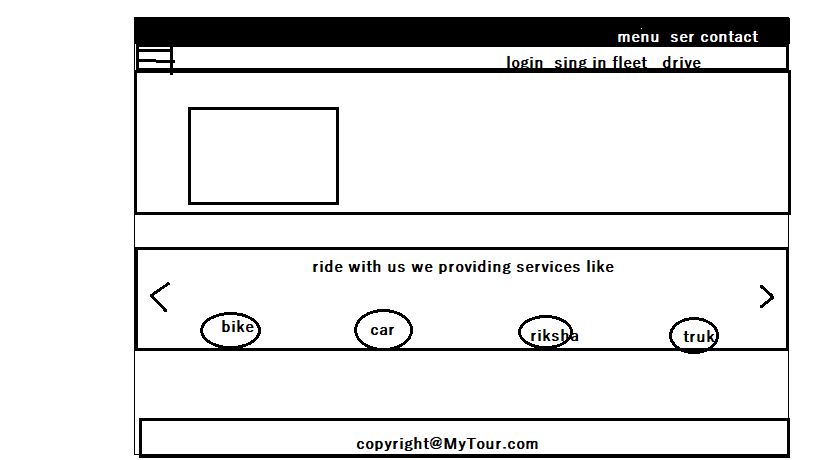 menu ser contact
login sing in fleet drive
ride with us we providing services like
bike car riksha truk
copyright@MyTour.com